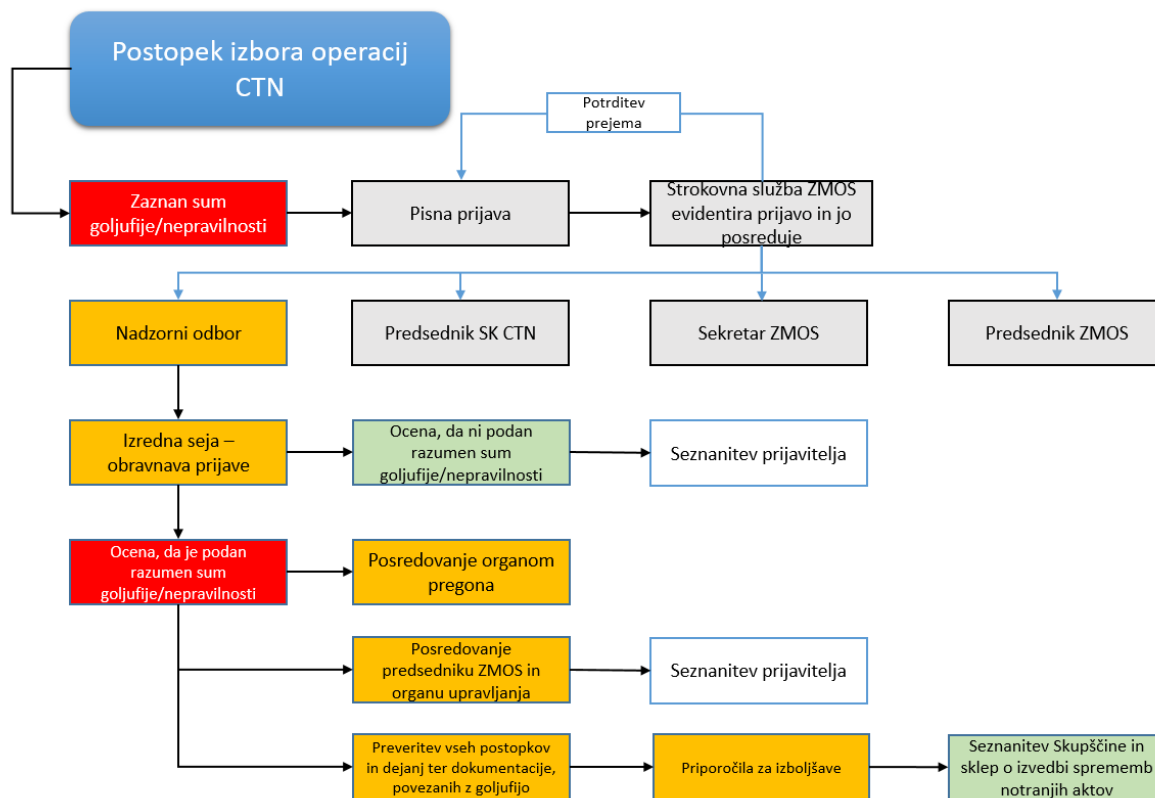 Postopek izbora operacij
CTN
Potrditev
prejema
Zaznan sum
goljufije/nepravilnosti
Pisna prijava
Strokovna služba ZMOS
evidentira prijavo in jo
posreduje
Nadzorni odbor
Predsednik SK CTN
Sekretar ZMOS
Predsednik ZMOS
Izredna seja –
obravnava prijave
Ocena, da ni podan
razumen sum
goljufije/nepravilnosti
Seznanitev prijavitelja
Ocena, da je podan
razumen sum
goljufije/nepravilnosti
Posredovanje organom
pregona
Posredovanje
predsedniku ZMOS in
organu upravljanja
Seznanitev prijavitelja
Preveritev vseh postopkov
in dejanj ter dokumentacije,
povezanih z goljufijo
Priporočila za izboljšave
Seznanitev Skupščine in
sklep o izvedbi sprememb
notranjih aktov